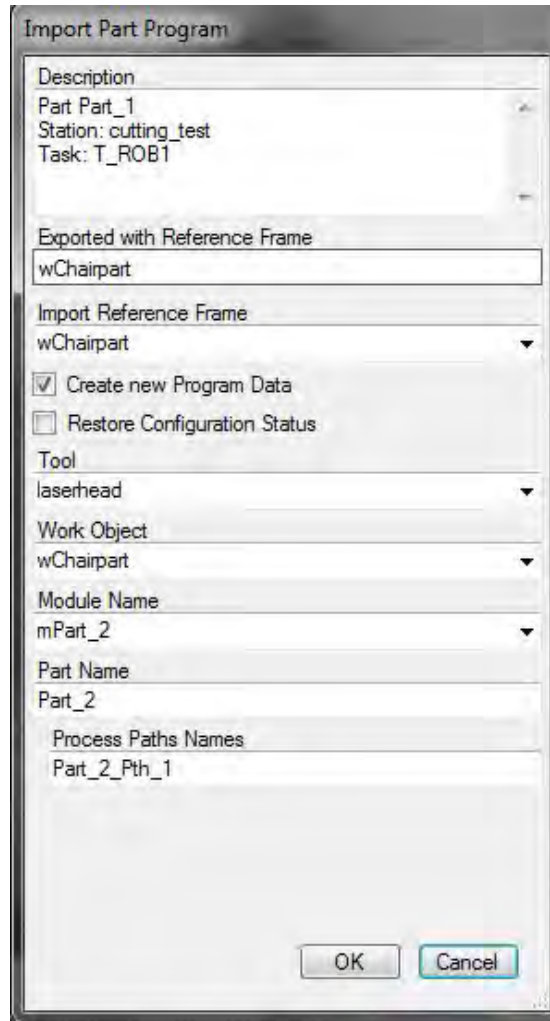 Import Part Program
Description
Part Part_1
Station: cutting_test
Task: T_ROB1
Exported with Reference Frame
wChairpart
Import Reference Frame
wChairpart
Create new Program Data
Restore Configuration Status
Tool
laserhead
Work Object
wChairpart
Module Name
mPart_2
Part Name
Part_2
Process Paths Names
Part_2_Pth_1
OK Cancel